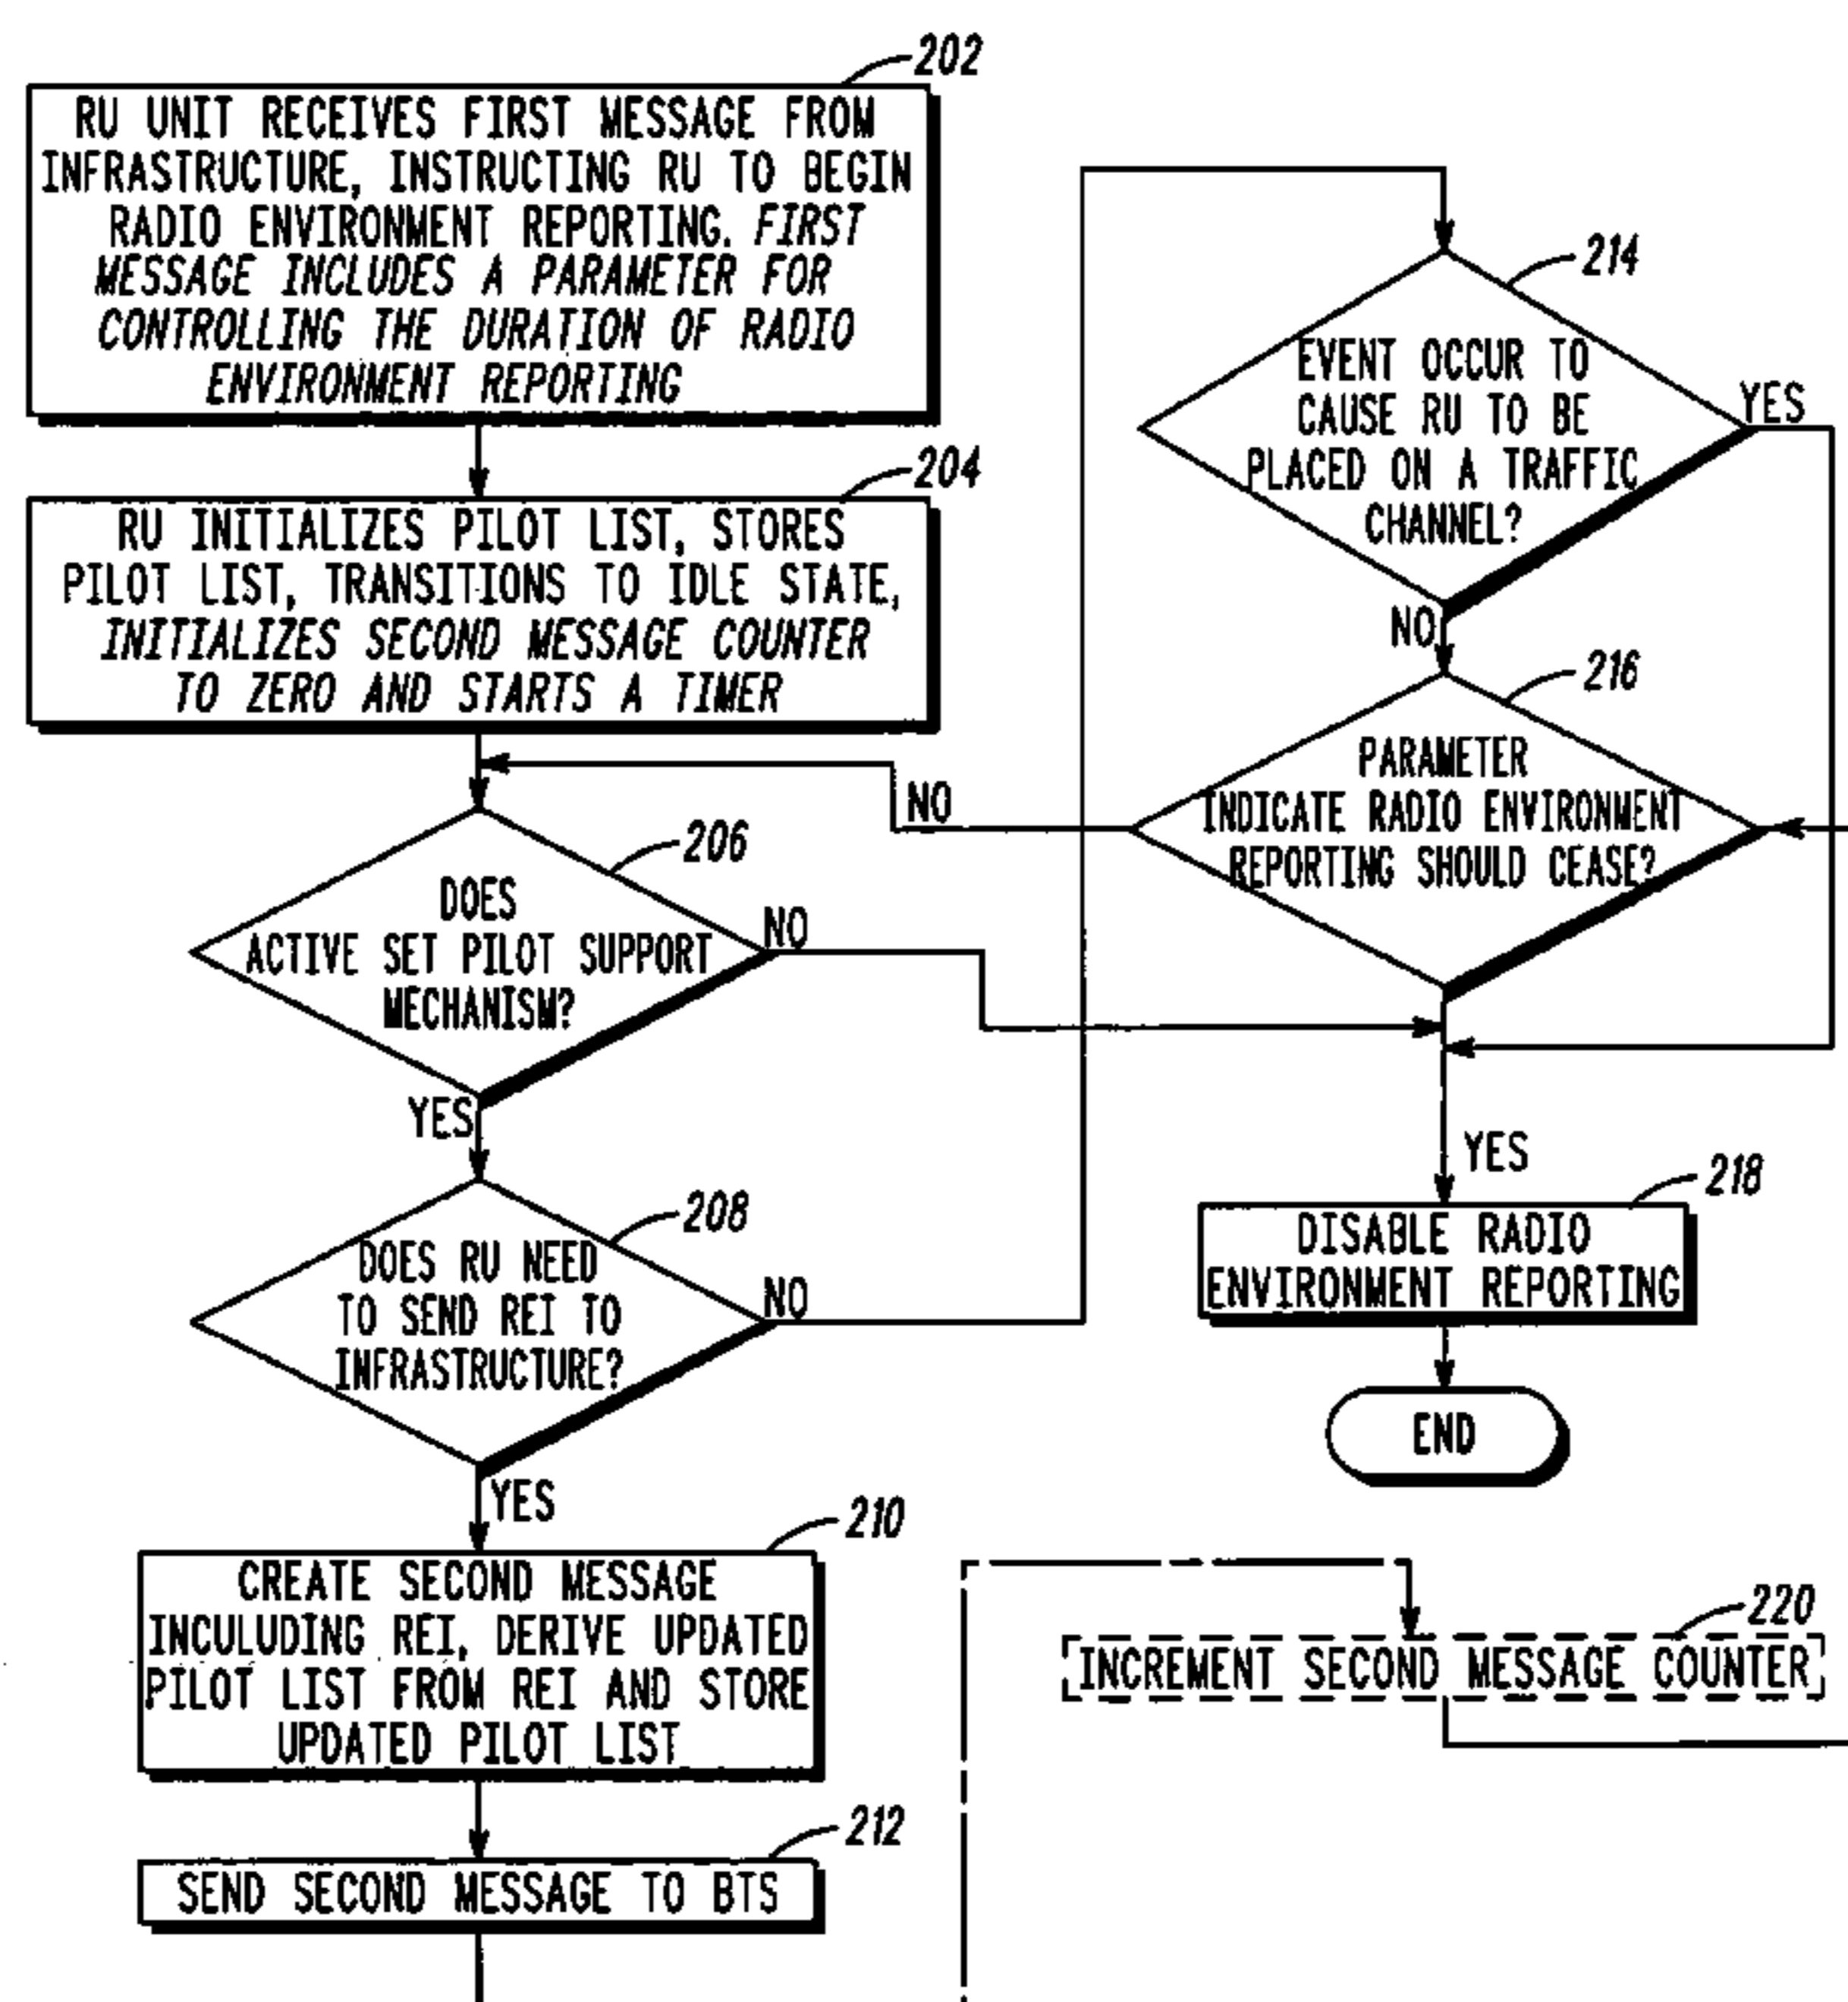 202
RU UNIT RECEIVES FIRST MESSAGE FROM
INFRASTRUCTURE, INSTRUCTING RU TO BEGIN
RADIO ENVIRONMENT REPORTING. FIRST
MESSAGE INCLUDES A PARAMETER FOR
CONTROLLING THE DURATION OF RADIO
ENVIRONMENT REPORTING
204
RU INITIALIZES PILOT LIST, STORES
PILOT LIST, TRANSITIONS TO IDLE STATE,
INITIALIZES SECOND MESSAGE COUNTER
TO ZERO AND STARTS A TIMER
206
DOES
ACTIVE SET PILOT SUPPORT
MECHANISM?
NO
YES
208
DOES RU NEED
TO SEND REI TO
INFRASTRUCTURE?
NO
YES
210
CREATE SECOND MESSAGE
INCULUDING REI, DERIVE UPDATED
PILOT LIST FROM REI AND STORE
UPDATED PILOT LIST
212
SEND SECOND MESSAGE TO BTS
214
EVENT OCCUR TO
CAUSE RU TO BE
PLACED ON A TRAFFIC
CHANNEL?
YES
NO
216
PARAMETER
INDICATE RADIO ENVIRONMENT
REPORTING SHOULD CEASE?
NO
YES
218
DISABLE RADIO
ENVIRONMENT REPORTING
END
220
INCREMENT SECOND MESSAGE COUNTER